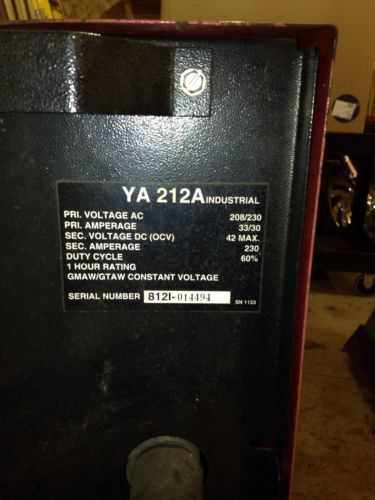 YA 212A INDUSTRIAL
PRI. VOLTAGE AC 208/230
PRI. AMPERAGE 33/30
SEC. VOLTAGE DC (OCV) 42 MAX.
SEC. AMPERAGE 230
DUTY CYCLE 60%
1 HOUR RATING
GMAW/GTAW CONSTANT VOLTAGE
SERIAL NUMBER 812I-014494 SN 1153